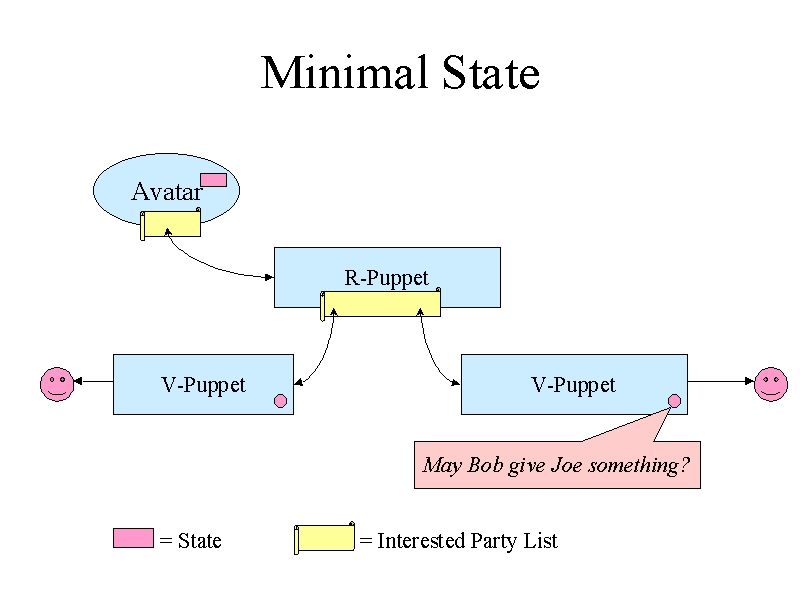 Minimal State
Avatar
R-Puppet
V-Puppet
V-Puppet
May Bob give Joe something?
= State
= Interested Party List